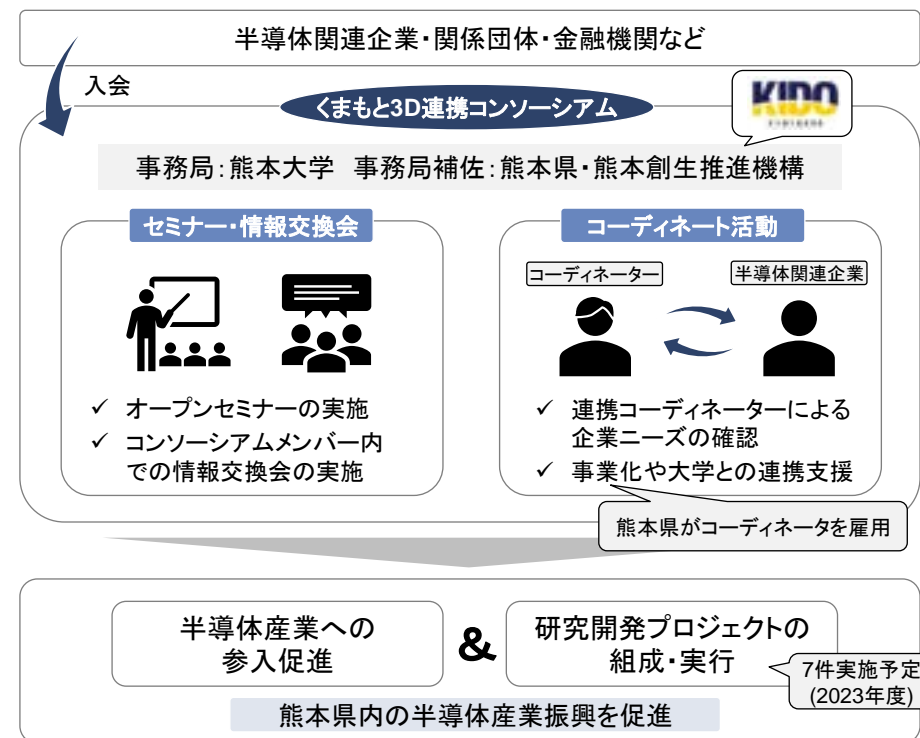 半導体関連企業・関係団体・金融機関など
入会
くまもと3D連携コンソーシアム
KIDO
事務局：熊本大学 事務局補佐：熊本県・熊本創生推進機構
セミナー・情報交換会
✓ オープンセミナーの実施
✓ コンソーシアムメンバー内
での情報交換会の実施
コーディネート活動
コーディネーター
半導体関連企業
✓ 連携コーディネーターによる
企業ニーズの確認
✓ 事業化や大学との連携支援
熊本県がコーディネータを雇用
半導体産業への
参入促進
&
研究開発プロジェクトの
組成・実行
7件実施予定
(2023年度)
熊本県内の半導体産業振興を促進